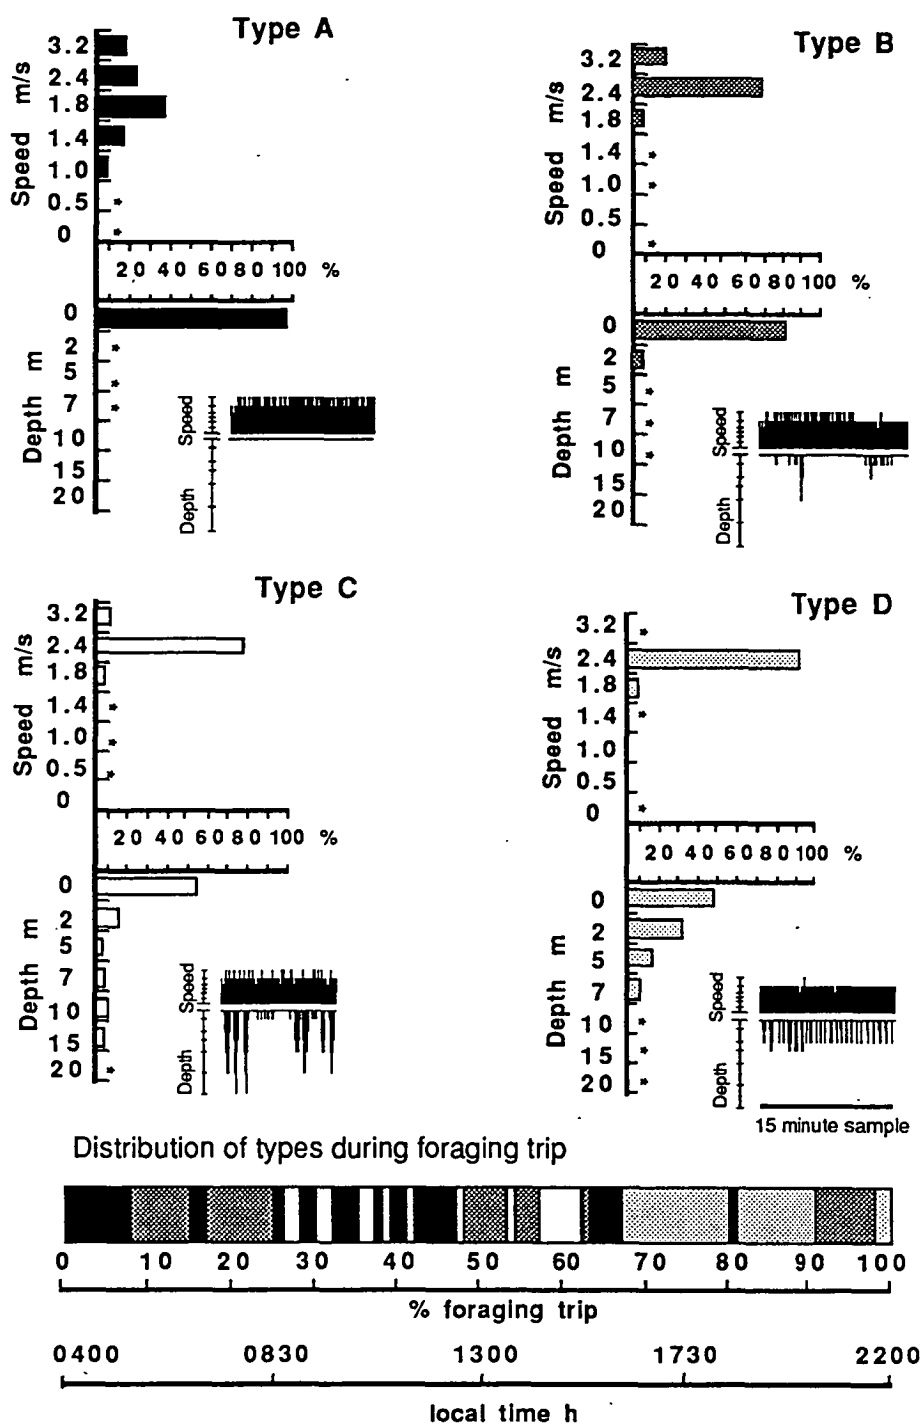 Type A
Speed m/s
3.2
2.4
1.8
1.4
1.0
0.5 *
0 *
20 40 60 80 100 %
Depth m
0
2 *
5 *
7 *
10
15
20
Speed
Depth
Type B
Speed m/s
3.2
2.4
1.8
1.4 *
1.0 *
0.5
0 *
20 40 60 80 100 %
Depth m
0
2
5 *
7 *
10 *
15
20
Speed
Depth
Type C
Speed m/s
3.2
2.4
1.8
1.4 *
1.0 *
0.5 *
0
20 40 60 80 100 %
Depth m
0
2
5
7
10
15
20 *
Speed
Depth
Type D
Speed m/s
3.2 *
2.4
1.8
1.4 *
1.0
0.5
0 *
20 40 60 80 100 %
Depth m
0
2
5
7
10 *
15 *
20 *
Speed
Depth
15 minute sample
Distribution of types during foraging trip
0 10 20 30 40 50 60 70 80 90 100
% foraging trip
0400 0830 1300 1730 2200
local time h